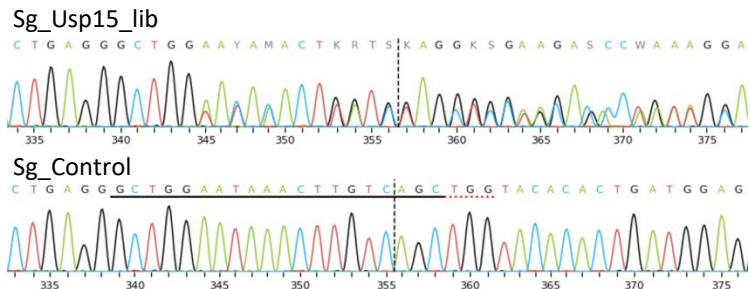 Sg_Usp15_lib
C T G A G G G C T G G A A Y A M A C T K R T S K A G G K S G A A G A S C C W A A A G G A
335 340 345 350 355 360 365 370 375
Sg_Control
C T G A G G G C T G G A A T A A A C T T G T C A G C T G G T A C A C A C T G A T G G A G
335 340 345 350 355 360 365 370 375